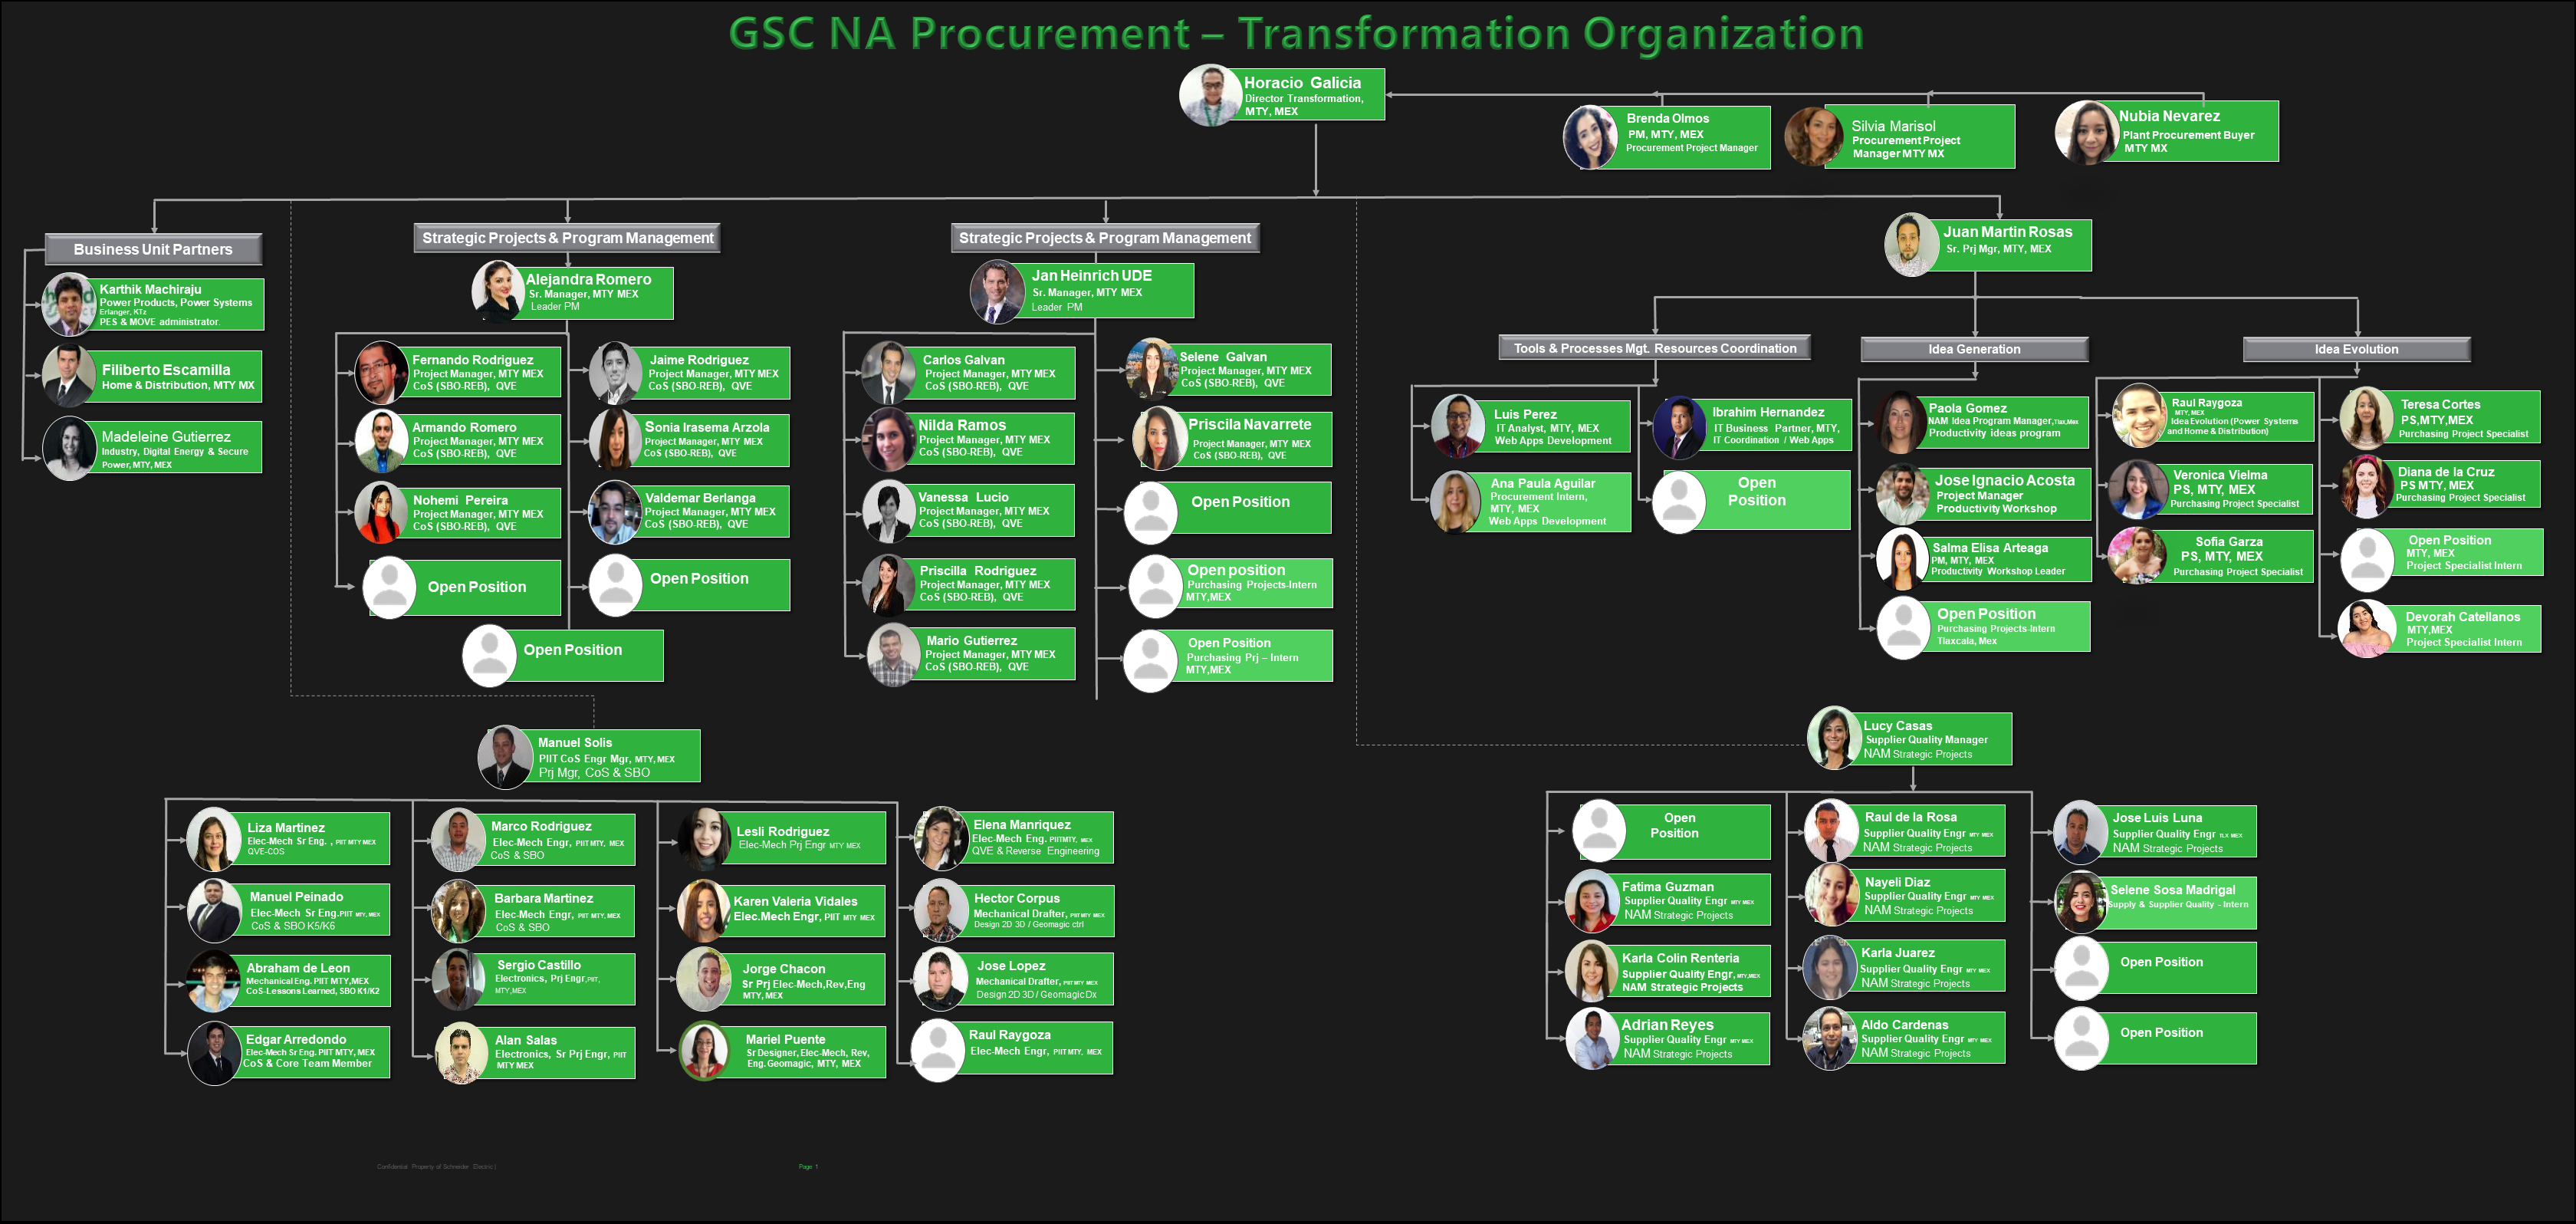 GSC NA Procurement – Transformation Organization
Horacio Galicia
Director Transformation,
MTY, MEX
Brenda Olmos
PM, MTY, MEX
Procurement Project Manager
Silvia Marisol
Procurement Project
Manager MTY MX
Nubia Nevarez
Plant Procurement Buyer
MTY MX
Business Unit Partners
Karthik Machiraju
Power Products, Power Systems
Erlanger, KTz
PES & MOVE administrator.
Filiberto Escamilla
Home & Distribution, MTY MX
Madeleine Gutierrez
Industry, Digital Energy & Secure
Power, MTY, MEX
Strategic Projects & Program Management
Alejandra Romero
Sr. Manager, MTY MEX
Leader PM
Fernando Rodriguez
Project Manager, MTY MEX
CoS (SBO-REB), QVE
Armando Romero
Project Manager, MTY MEX
CoS (SBO-REB), QVE
Nohemi Pereira
Project Manager, MTY MEX
CoS (SBO-REB), QVE
Open Position
Jaime Rodriguez
Project Manager, MTY MEX
CoS (SBO-REB), QVE
Sonia Irasema Arzola
Project Manager, MTY MEX
CoS (SBO-REB), QVE
Valdemar Berlanga
Project Manager, MTY MEX
CoS (SBO-REB), QVE
Open Position
Open Position
Strategic Projects & Program Management
Jan Heinrich UDE
Sr. Manager, MTY MEX
Leader PM
Carlos Galvan
Project Manager, MTY MEX
CoS (SBO-REB), QVE
Nilda Ramos
Project Manager, MTY MEX
CoS (SBO-REB), QVE
Vanessa Lucio
Project Manager, MTY MEX
CoS (SBO-REB), QVE
Priscilla Rodriguez
Project Manager, MTY MEX
CoS (SBO-REB), QVE
Mario Gutierrez
Project Manager, MTY MEX
CoS (SBO-REB), QVE
Selene Galvan
Project Manager, MTY MEX
CoS (SBO-REB), QVE
Priscila Navarrete
Project Manager, MTY MEX
CoS (SBO-REB), QVE
Open Position
Open position
Purchasing Projects-Intern
MTY,MEX
Open Position
Purchasing Prj – Intern
MTY,MEX
Juan Martin Rosas
Sr. Prj Mgr, MTY, MEX
Tools & Processes Mgt. Resources Coordination
Luis Perez
IT Analyst, MTY, MEX
Web Apps Development
Ana Paula Aguilar
Procurement Intern,
MTY, MEX
Web Apps Development
Ibrahim Hernandez
IT Business Partner, MTY,
IT Coordination / Web Apps
Open
Position
Idea Generation
Paola Gomez
NAM Idea Program Manager,Tlax,Mex
Productivity ideas program
Jose Ignacio Acosta
Project Manager
Productivity Workshop
Salma Elisa Arteaga
PM, MTY, MEX
Productivity Workshop Leader
Open Position
Purchasing Projects-Intern
Tlaxcala, Mex
Idea Evolution
Raul Raygoza
MTY, MEX
Idea Evolution (Power Systems
and Home & Distribution)
Veronica Vielma
PS, MTY, MEX
Purchasing Project Specialist
Sofia Garza
PS, MTY, MEX
Purchasing Project Specialist
Teresa Cortes
PS,MTY,MEX
Purchasing Project Specialist
Diana de la Cruz
PS MTY, MEX
Purchasing Project Specialist
Open Position
MTY, MEX
Project Specialist Intern
Devorah Catellanos
MTY,MEX
Project Specialist Intern
Manuel Solis
PIIT CoS Engr Mgr, MTY, MEX
Prj Mgr, CoS & SBO
Liza Martinez
Elec-Mech Sr Eng. , PIIT MTY MEX
QVE-COS
Manuel Peinado
Elec-Mech Sr Eng.PIIT MTY, MEX
CoS & SBO K5/K6
Abraham de Leon
Mechanical Eng. PIIT MTY,MEX
CoS-Lessons Learned, SBO K1/K2
Edgar Arredondo
Elec-Mech Sr Eng. PIIT MTY, MEX
CoS & Core Team Member
Marco Rodriguez
Elec-Mech Engr, PIIT MTY, MEX
CoS & SBO
Barbara Martinez
Elec-Mech Engr, PIIT MTY, MEX
CoS & SBO
Sergio Castillo
Electronics, Prj Engr,PIIT,
MTY,MEX
Alan Salas
Electronics, Sr Prj Engr, PIIT
MTY MEX
Lesli Rodriguez
Elec-Mech Prj Engr MTY MEX
Karen Valeria Vidales
Elec.Mech Engr, PIIT MTY MEX
Jorge Chacon
Sr Prj Elec-Mech,Rev,Eng
MTY, MEX
Mariel Puente
Sr Designer, Elec-Mech, Rev,
Eng. Geomagic, MTY, MEX
Elena Manriquez
Elec-Mech Eng. PIITMTY, MEX
QVE & Reverse Engineering
Hector Corpus
Mechanical Drafter, PIIT MTY MEX
Design 2D 3D / Geomagic ctrl
Jose Lopez
Mechanical Drafter, PIIT MTY MEX
Design 2D 3D / Geomagic Dx
Raul Raygoza
Elec-Mech Engr, PIIT MTY, MEX
Lucy Casas
Supplier Quality Manager
NAM Strategic Projects
Open
Position
Fatima Guzman
Supplier Quality Engr MTY MEX
NAM Strategic Projects
Karla Colin Renteria
Supplier Quality Engr, MTY,MEX
NAM Strategic Projects
Adrian Reyes
Supplier Quality Engr MTY MEX
NAM Strategic Projects
Raul de la Rosa
Supplier Quality Engr MTY MEX
NAM Strategic Projects
Nayeli Diaz
Supplier Quality Engr MTY MEX
NAM Strategic Projects
Karla Juarez
Supplier Quality Engr MTY MEX
NAM Strategic Projects
Aldo Cardenas
Supplier Quality Engr MTY MEX
NAM Strategic Projects
Jose Luis Luna
Supplier Quality Engr TLX MEX
NAM Strategic Projects
Selene Sosa Madrigal
Supply & Supplier Quality - Intern
Open Position
Open Position
Confidential Property of Schneider Electric |
Page 1